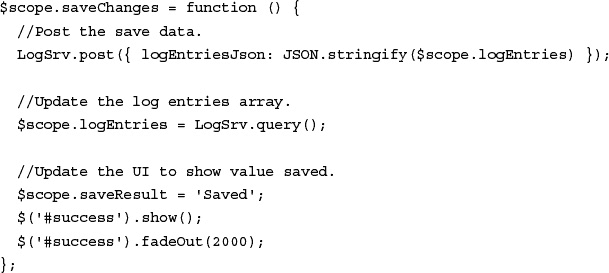 $scope.saveChanges = function () {
  //Post the save data.
  LogSrv.post({ logEntriesJson: JSON.stringify($scope.logEntries) });

  //Update the log entries array.
  $scope.logEntries = LogSrv.query();

  //Update the UI to show value saved.
  $scope.saveResult = 'Saved';
  $('#success').show();
  $('#success').fadeOut(2000);
};